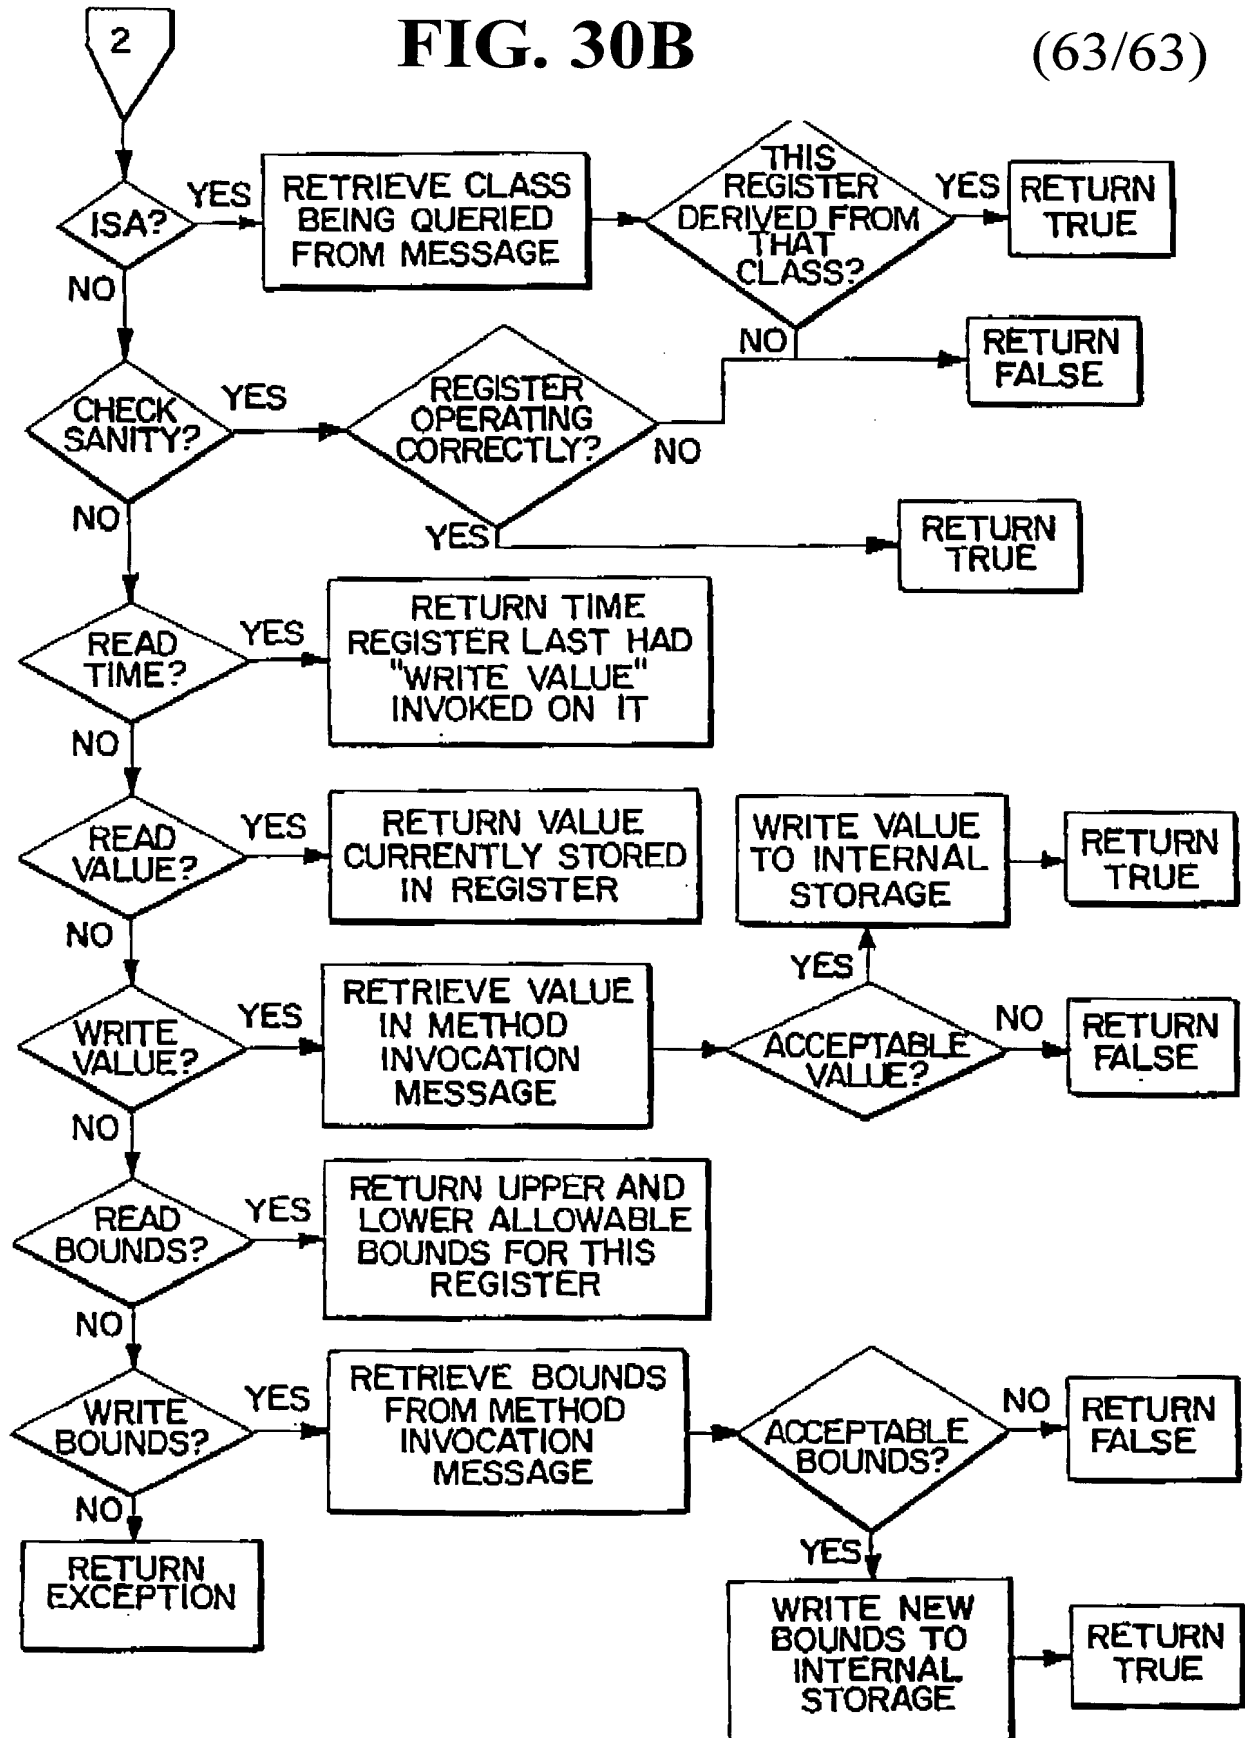 FIG. 30B
(63/63)
2
ISA?
YES
RETRIEVE CLASS
BEING QUERIED
FROM MESSAGE
THIS
REGISTER
DERIVED FROM
THAT
CLASS?
YES
RETURN
TRUE
NO
NO
RETURN
FALSE
CHECK
SANITY?
YES
REGISTER
OPERATING
CORRECTLY?
NO
YES
RETURN
TRUE
NO
READ
TIME?
YES
RETURN TIME
REGISTER LAST HAD
"WRITE VALUE"
INVOKED ON IT
NO
READ
VALUE?
YES
RETURN VALUE
CURRENTLY STORED
IN REGISTER
WRITE VALUE
TO INTERNAL
STORAGE
RETURN
TRUE
NO
YES
WRITE
VALUE?
YES
RETRIEVE VALUE
IN METHOD
INVOCATION
MESSAGE
ACCEPTABLE
VALUE?
NO
RETURN
FALSE
NO
READ
BOUNDS?
YES
RETURN UPPER AND
LOWER ALLOWABLE
BOUNDS FOR THIS
REGISTER
NO
WRITE
BOUNDS?
YES
RETRIEVE BOUNDS
FROM METHOD
INVOCATION
MESSAGE
ACCEPTABLE
BOUNDS?
NO
RETURN
FALSE
NO
RETURN
EXCEPTION
YES
WRITE NEW
BOUNDS TO
INTERNAL
STORAGE
RETURN
TRUE